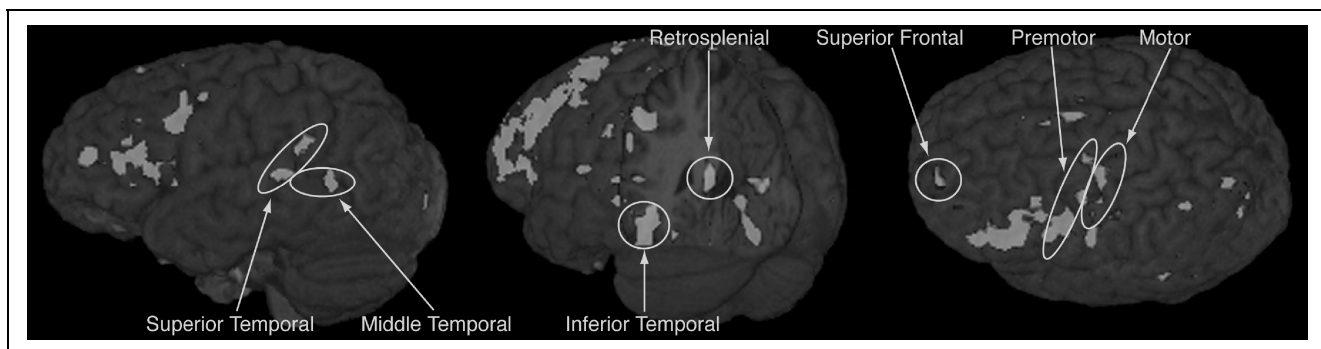 Retrosplenial
Superior Frontal
Premotor
Motor
Superior Temporal
Middle Temporal
Inferior Temporal